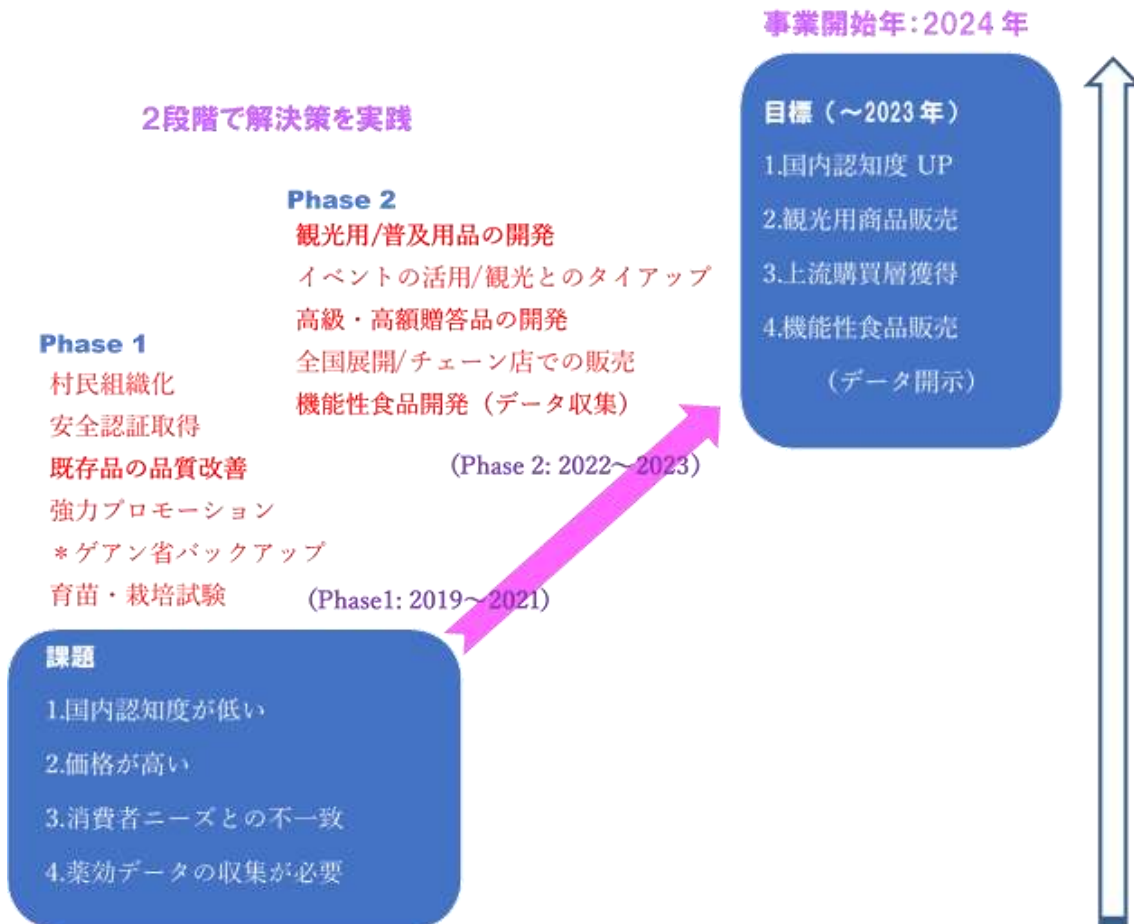 事業開始年:2024 年
2段階で解決策を実践
目標(～2023 年)
1.国内認知度 UP
2.観光用商品販売
3.上流購買層獲得
4.機能性食品販売
(データ開示)
Phase 2
観光用/普及用品の開発
イベントの活用/観光とのタイアップ
高級・高額贈答品の開発
全国展開/チェーン店での販売
機能性食品開発(データ収集)
(Phase 2: 2022～2023)
Phase 1
村民組織化
安全認証取得
既存品の品質改善
強力プロモーション
＊ゲアン省バックアップ
育苗・栽培試験
(Phase1: 2019～2021)
課題
1.国内認知度が低い
2.価格が高い
3.消費者ニーズとの不一致
4.薬効データの収集が必要